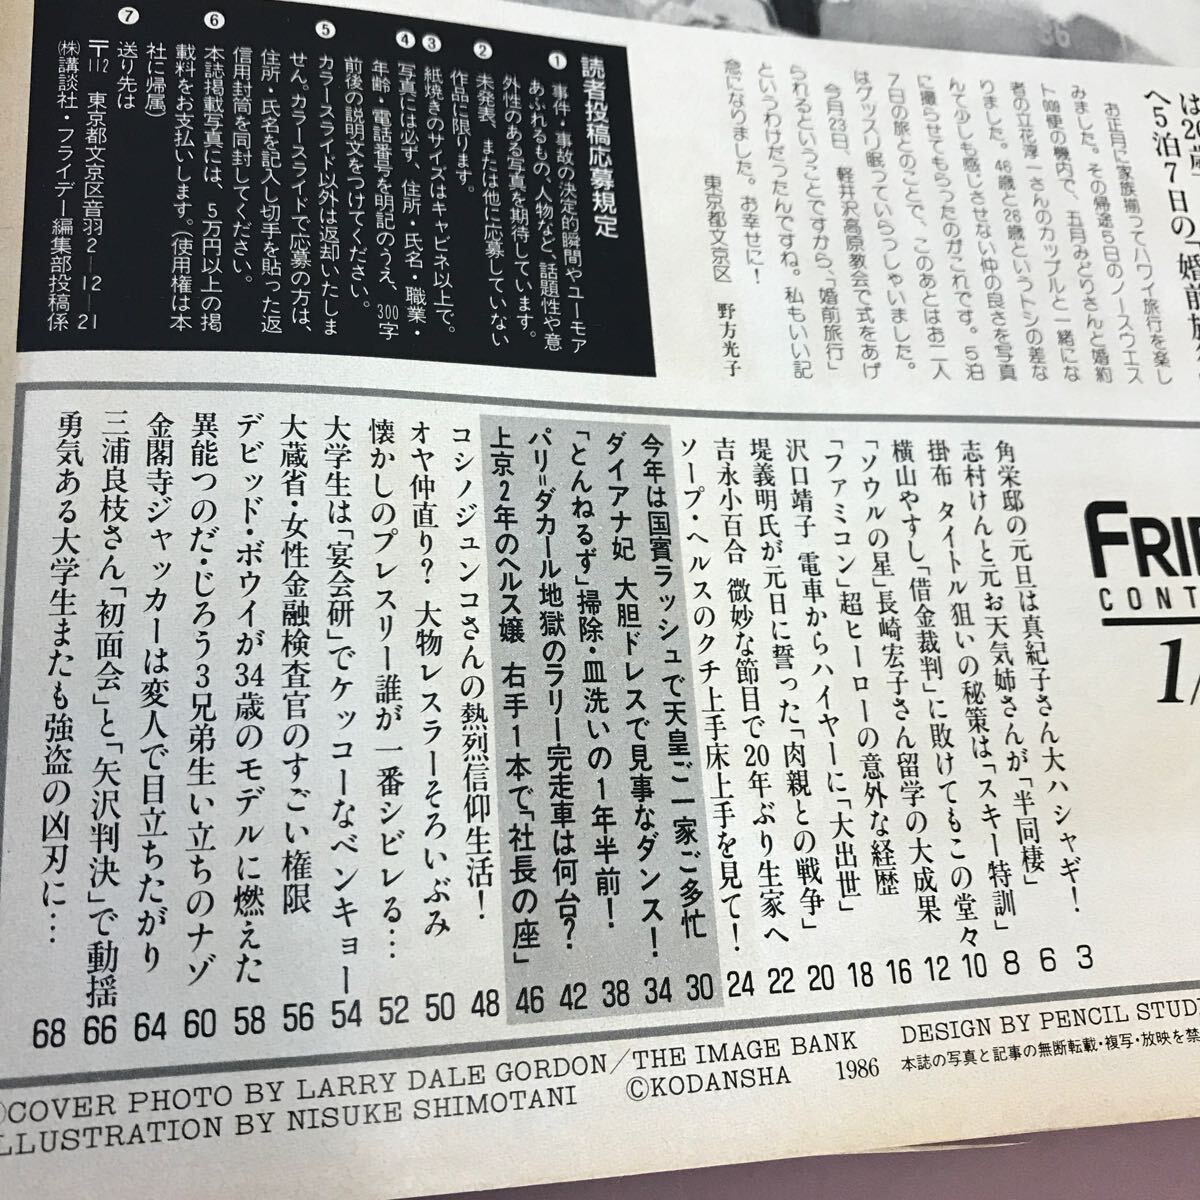 は20歳
へ5泊7日の「婚前旅
お正月に家族揃ってハワイ旅行を楽し
みました。その帰途5日のノースウエス
ト009便の機内で、五月みどりさんと婚約
者の立花淳一さんのカップルと一緒にな
りました。46歳と26歳というトシの差な
んて少しも感じさせない仲の良さを写真
に撮らせてもらったのがこれです。5泊
7日の旅とのことで、このあとはお二人
はグッスリ眠っていらっしゃいました。
今月23日、軽井沢高原教会で式をあげ
られるということですから、「婚前旅行」
というわけだったんですね。私もいい記
念になりました。お幸せに！
東京都文京区 野方光子
読者投稿応募規定
①事件・事故の決定的瞬間やユーモア
あふれるもの、人物など、話題性や意
外性のある写真を期待しています。
②未発表、または他に応募していない
作品に限ります。
③紙焼きのサイズはキャビネ以上で。
④写真には必ず、住所・氏名・職業・
年齢・電話番号を明記のうえ、300字
前後の説明文をつけてください。
⑤カラースライド以外は返却いたしま
せん。カラースライドで応募の方は、
住所・氏名を記入し切手を貼った返
信用封筒を同封してください。
⑥本誌掲載写真には、5万円以上の掲
載料をお支払いします。（使用権は本
社に帰属）
⑦送り先は
〒112 東京都文京区音羽2—12—21
㈱講談社・フライデー編集部投稿係
FRI
CONT
1/
角栄邸の元旦は真紀子さん大ハシャギ！ 3
志村けんと元お天気姉さんが「半同棲」 6
掛布 タイトル狙いの秘策は「スキー特訓」 8
横山やすし「借金裁判」に敗けてもこの堂々 10
「ソウルの星」長崎宏子さん留学の大成果 12
「ファミコン」超ヒーローの意外な経歴 16
沢口靖子 電車からハイヤーに「大出世」 18
堤義明氏が元日に誓った「肉親との戦争」 20
吉永小百合 微妙な節目で20年ぶり生家へ 22
ソープ・ヘルスのクチ上手床上手を見て！ 24
今年は国賓ラッシュで天皇ご一家ご多忙 30
ダイアナ妃 大胆ドレスで見事なダンス！ 34
「とんねるず」掃除・皿洗いの1年半前！ 38
パリ＝ダカール地獄のラリー完走車は何台？ 42
上京2年のヘルス嬢 右手1本で「社長の座」 46
コシノジュンコさんの熱烈信仰生活！ 48
オヤ仲直り？ 大物レスラーそろいぶみ 50
懐かしのプレスリー誰が一番シビレる… 52
大学生は「宴会研」でケッコーなベンキョー 54
大蔵省・女性金融検査官のすごい権限 56
デビッド・ボウイが34歳のモデルに燃えた 58
異能つのだ・じろう3兄弟生い立ちのナゾ 60
金閣寺ジャッカーは変人で目立ちたがり 64
三浦良枝さん「初面会」と「矢沢判決」で動揺 66
勇気ある大学生またも強盗の凶刃に… 68
COVER PHOTO BY LARRY DALE GORDON/THE IMAGE BANK DESIGN BY PENCIL STUD
LLUSTRATION BY NISUKE SHIMOTANI ©KODANSHA 1986 本誌の写真と記事の無断転載・複写・放映を禁